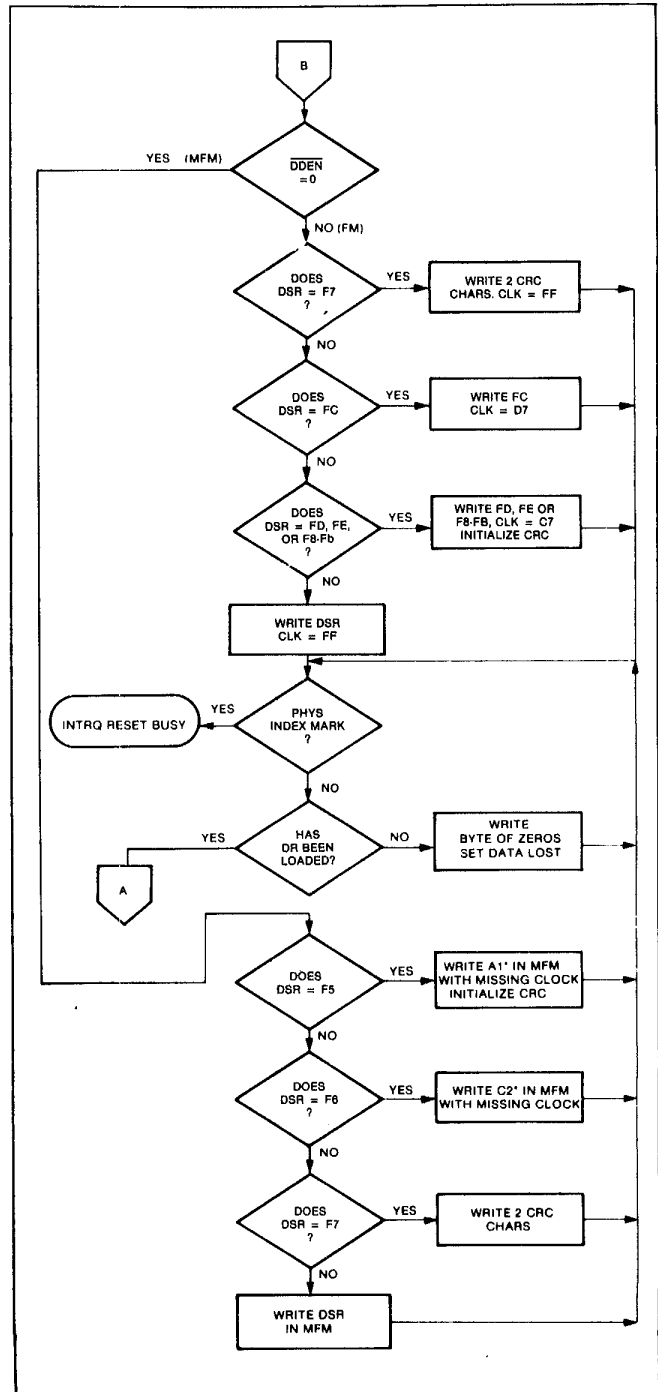 B
YES (MFM)
DDEN
=0
NO (FM)
DOES
DSR = F7
?
YES
WRITE 2 CRC
CHARS. CLK = FF
NO
DOES
DSR = FC
?
YES
WRITE FC
CLK = D7
NO
DOES
DSR = FD, FE,
OR F8-Fb
?
YES
WRITE FD, FE OR
F8-FB, CLK = C7
INITIALIZE CRC
NO
WRITE DSR
CLK = FF
INTRQ RESET BUSY
YES
PHYS
INDEX MARK
?
NO
YES
HAS
DR BEEN
LOADED?
NO
WRITE
BYTE OF ZEROS
SET DATA LOST
A
DOES
DSR = F5
?
YES
WRITE A1* IN MFM
WITH MISSING CLOCK
INITIALIZE CRC
NO
DOES
DSR = F6
?
YES
WRITE C2* IN MFM
WITH MISSING CLOCK
NO
DOES
DSR = F7
?
YES
WRITE 2 CRC
CHARS
NO
WRITE DSR
IN MFM